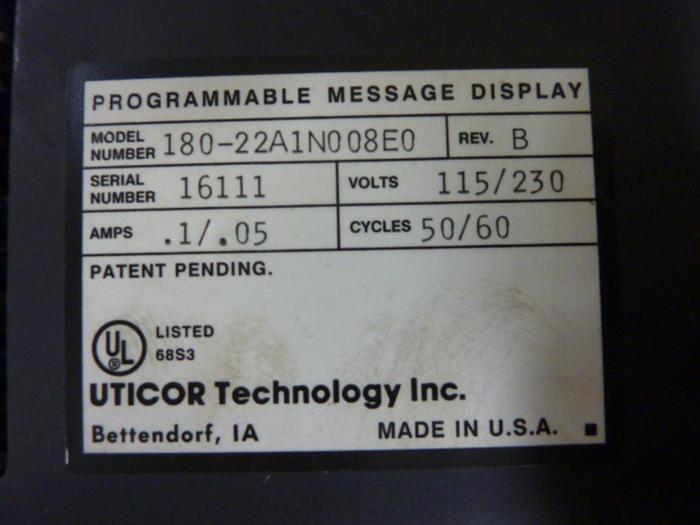 PROGRAMMABLE MESSAGE DISPLAY
MODEL NUMBER 180-22A1N008E0 REV. B
SERIAL NUMBER 16111 VOLTS 115/230
AMPS .1/.05 CYCLES 50/60
PATENT PENDING.
UL ® LISTED
68S3
UTICOR Technology Inc.
Bettendorf, IA MADE IN U.S.A.